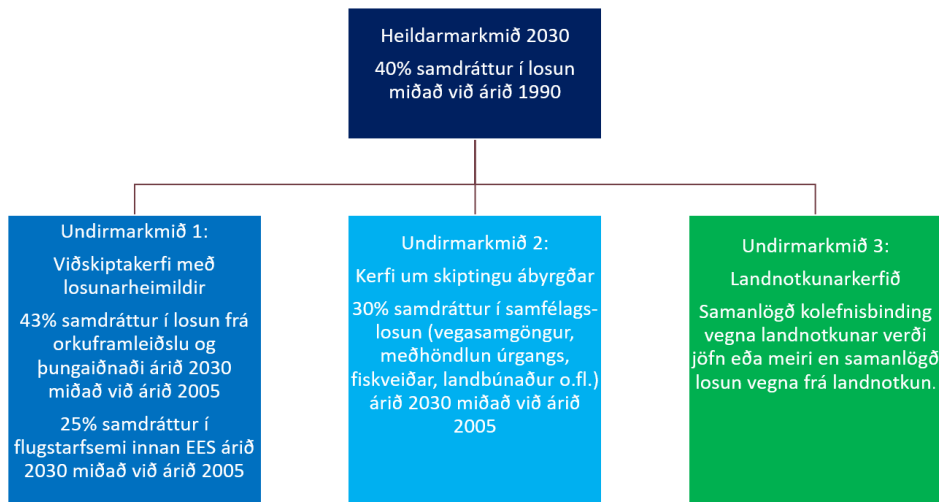 Heildarmarkmið 2030
40% samdráttur í losun
miðað við árið 1990
Undirmarkmið 1:
Viðskiptakerfi með
losunarheimildir
43% samdráttur í losun frá
orkuframleiðslu og
þungaiðnaði árið 2030
miðað við árið 2005
25% samdráttur í
flugstarfsemi innan EES árið
2030 miðað við árið 2005
Undirmarkmið 2:
Kerfi um skiptingu ábyrgðar
30% samdráttur í samfélags-
losun (vegasamgöngur,
meðhöndlun úrgangs,
fiskveiðar, landbúnaður o.fl.)
árið 2030 miðað við árið
2005
Undirmarkmið 3:
Landnotkunarkerfið
Samanlögð kolefnisbinding
vegna landnotkunar verði
jöfn eða meiri en samanlögð
losun vegna frá landnotkun.